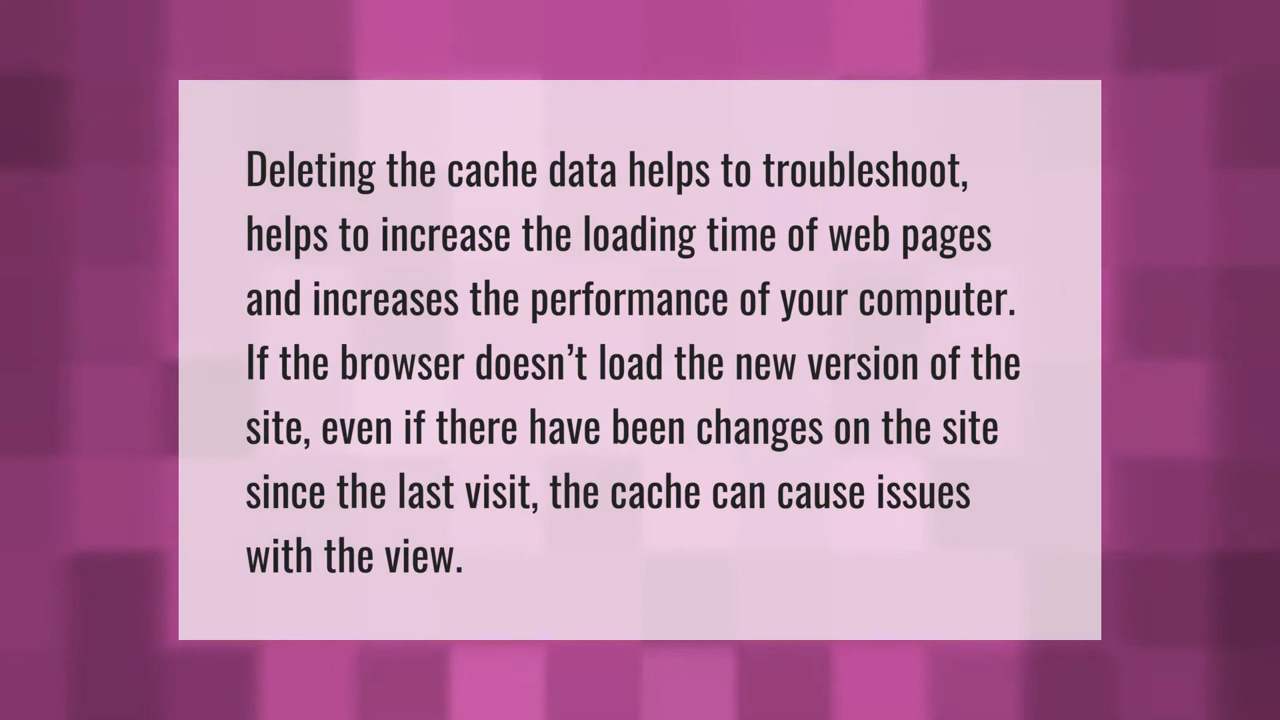 Deleting the cache data helps to troubleshoot,
helps to increase the loading time of web pages
and increases the performance of your computer.
If the browser doesn’t load the new version of the
site, even if there have been changes on the site
since the last visit, the cache can cause issues
with the view.